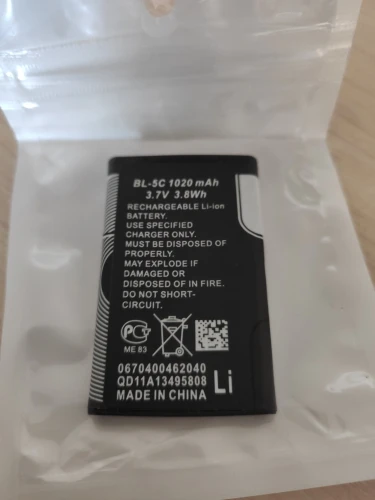 BL-5C 1020 mAh
3.7V 3.8Wh
RECHARGEABLE Li-ion
BATTERY.
USE SPECIFIED
CHARGER ONLY.
MUST BE DISPOSED OF
PROPERLY.
MAY EXPLODE IF
DAMAGED OR
DISPOSED OF IN FIRE.
DO NOT SHORT-
CIRCUIT.
ME 83
0670400462040
QD11A13495808
MADE IN CHINA
Li